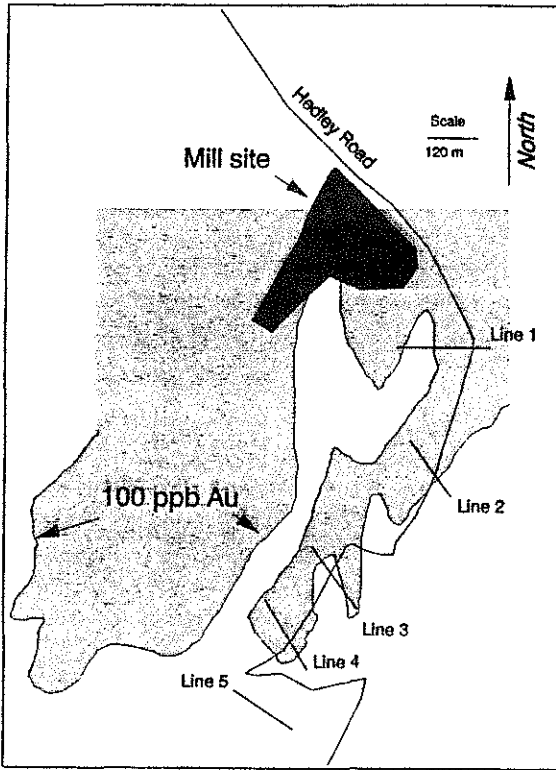 Hedley Road
Scale
120 m
North
Mill site
Line 1
100 ppb Au
Line 2
Line 3
Line 4
Line 5